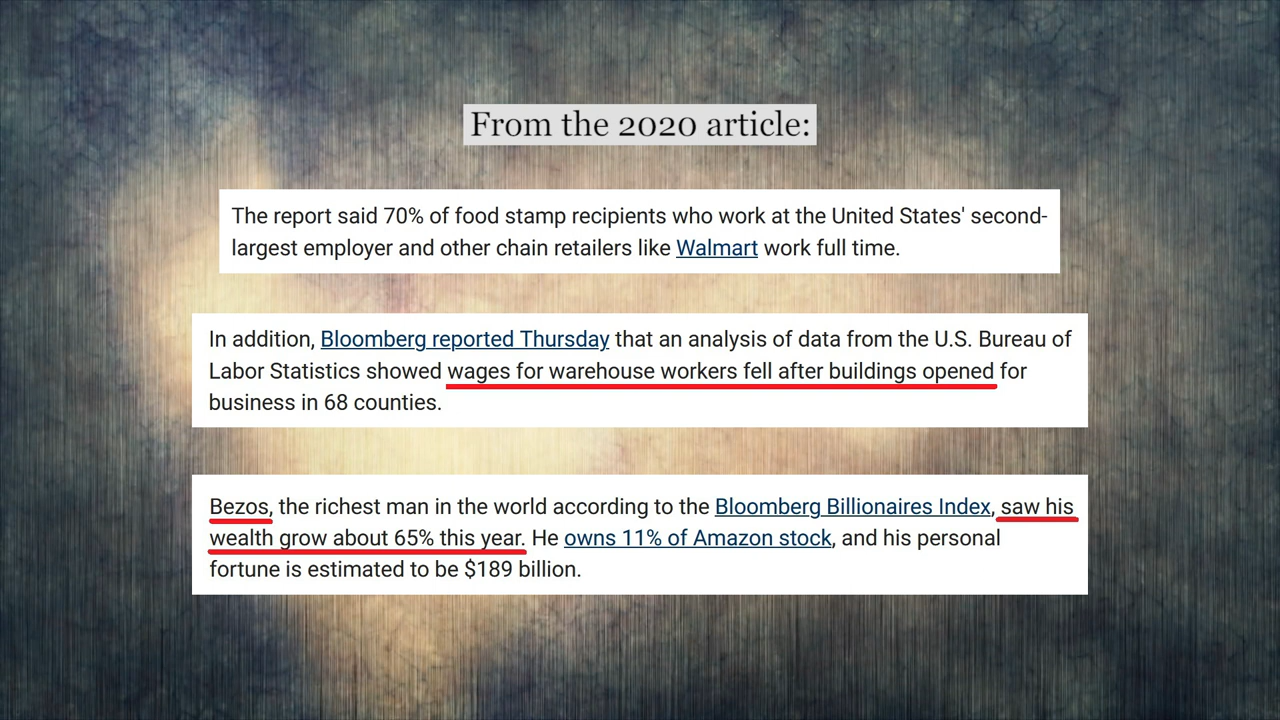 From the 2020 article:
The report said 70% of food stamp recipients who work at the United States' second-
largest employer and other chain retailers like Walmart work full time.
In addition, Bloomberg reported Thursday that an analysis of data from the U.S. Bureau of
Labor Statistics showed wages for warehouse workers fell after buildings opened for
business in 68 counties.
Bezos, the richest man in the world according to the Bloomberg Billionaires Index, saw his
wealth grow about 65% this year. He owns 11% of Amazon stock, and his personal
fortune is estimated to be $189 billion.